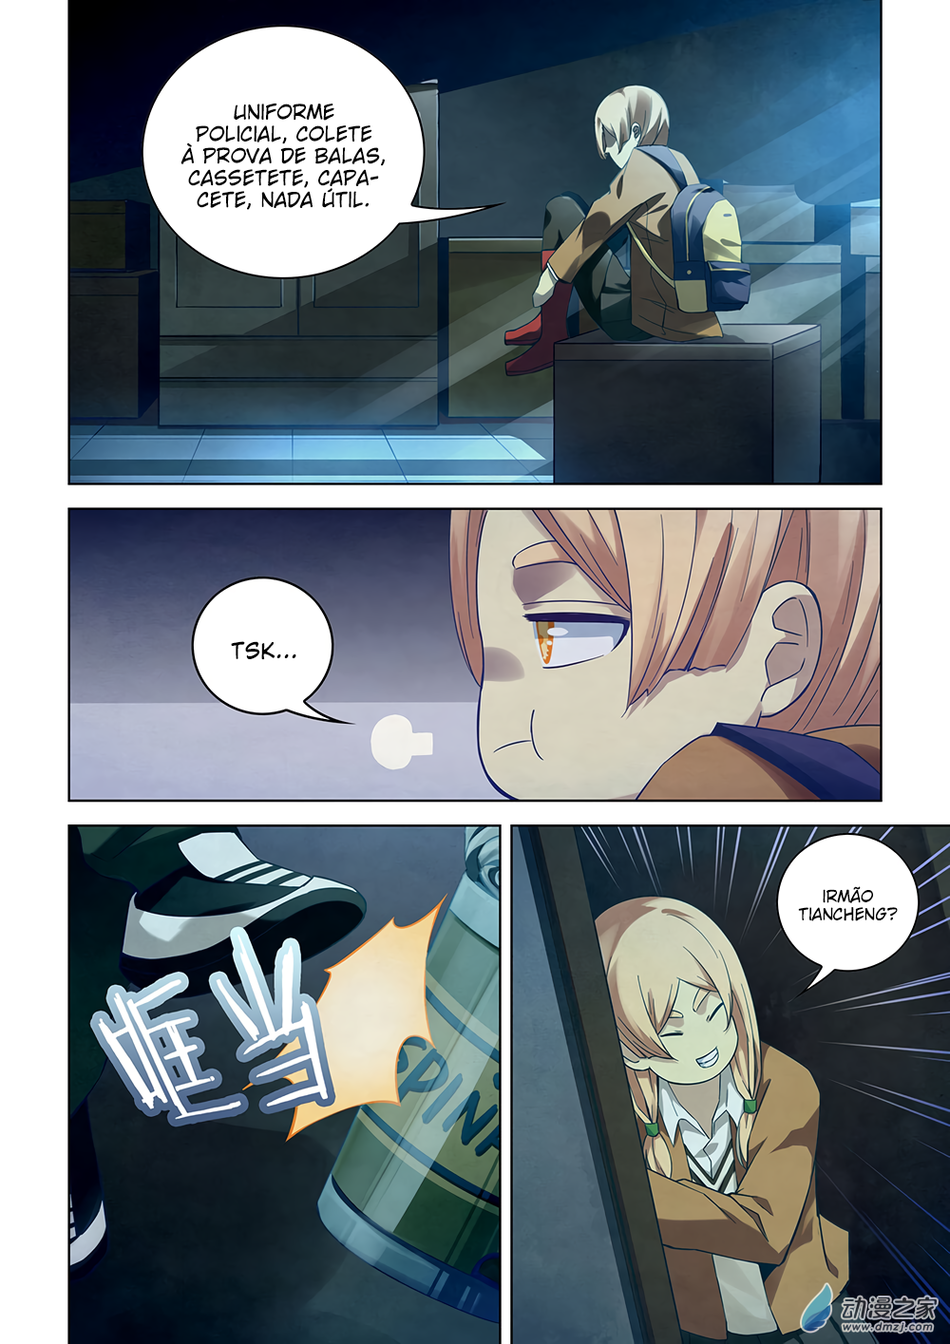 UNIFORME
POLICIAL, COLETE
À PROVA DE BALAS,
CASSETETE, CAPA-
CETE, NADA ÚTIL.
TSK...
哐当
SPINA
IRMÃO
TIANCHENG?
动漫之家
www.dmzj.com